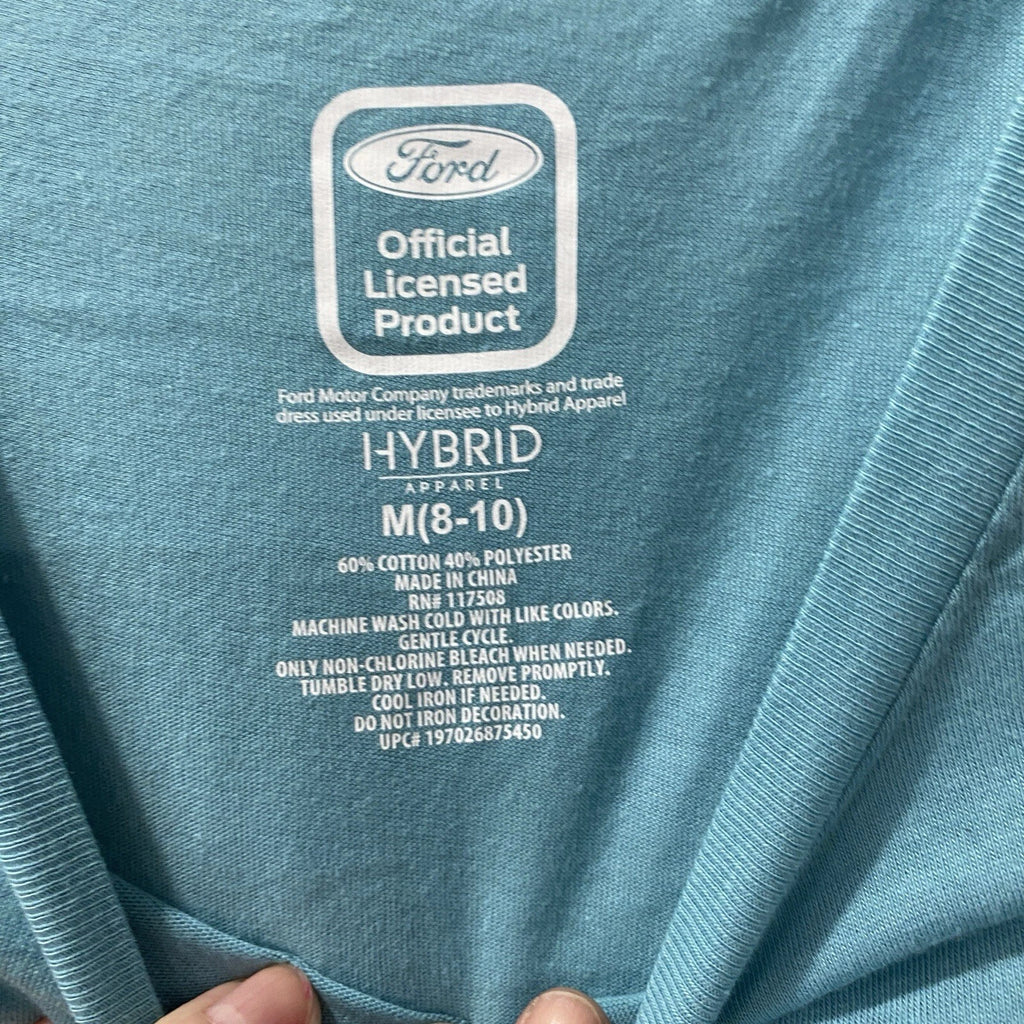 Ford
Official
Licensed
Product
Ford Motor Company trademarks and trade
dress used under licensee to Hybrid Apparel
HYBRID
APPAREL
M(8-10)
60% COTTON 40% POLYESTER
MADE IN CHINA
RN# 117508
MACHINE WASH COLD WITH LIKE COLORS.
GENTLE CYCLE.
ONLY NON-CHLORINE BLEACH WHEN NEEDED.
TUMBLE DRY LOW. REMOVE PROMPTLY.
COOL IRON IF NEEDED.
DO NOT IRON DECORATION.
UPC# 197026875450